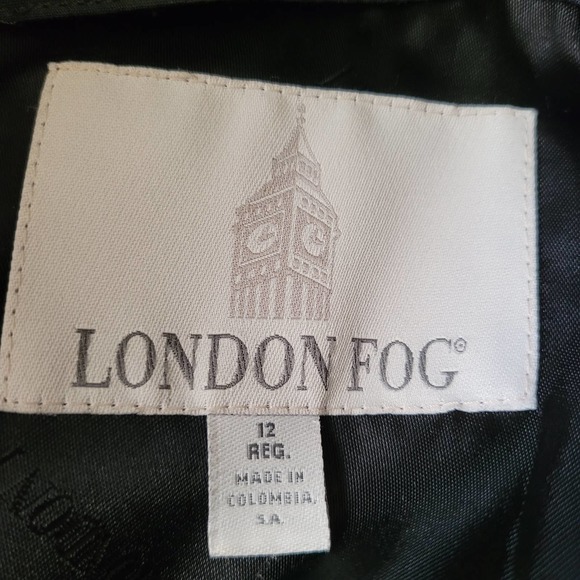 LONDON FOG®
12
REG.
MADE IN
COLOMBIA,
S.A.